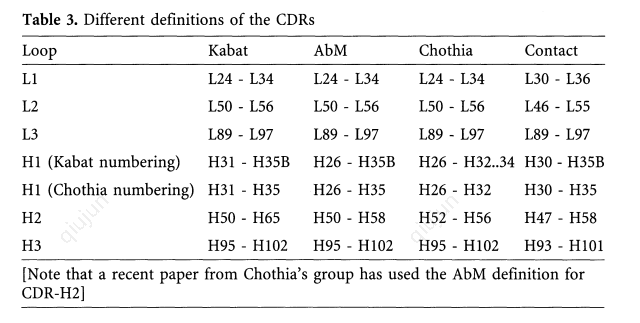 Table 3. Different definitions of the CDRs
Loop Kabat AbM Chothia Contact
L1 L24 - L34 L24 - L34 L24 - L34 L30 - L36
L2 L50 - L56 L50 - L56 L50 - L56 L46 - L55
L3 L89 - L97 L89 - L97 L89 - L97 L89 - L97
H1 (Kabat numbering) H31 - H35B H26 - H35B H26 - H32..34 H30 - H35B
H1 (Chothia numbering) H31 - H35 H26 - H35 H26 - H32 H30 - H35
H2 H50 - H65 H50 - H58 H52 - H56 H47 - H58
H3 H95 - H102 H95 - H102 H95 - H102 H93 - H101
[Note that a recent paper from Chothia's group has used the AbM definition for
CDR-H2]
qiujun
qiujun